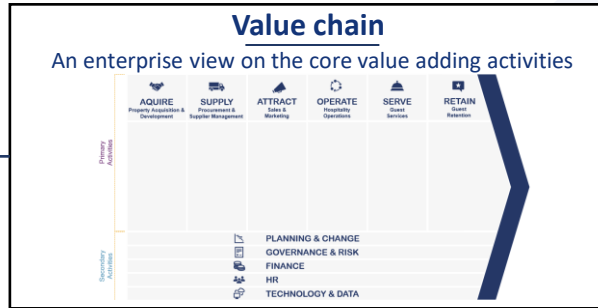 Value chain
An enterprise view on the core value adding activities
AQUIRE
Property Acquisition &
Development
SUPPLY
Procurement &
Supplier Management
ATTRACT
Sales &
Marketing
OPERATE
Hospitality
Operations
SERVE
Guest
Services
RETAIN
Guest
Retention
Primary
Activities
Secondary
Activities
PLANNING & CHANGE
GOVERNANCE & RISK
FINANCE
HR
TECHNOLOGY & DATA